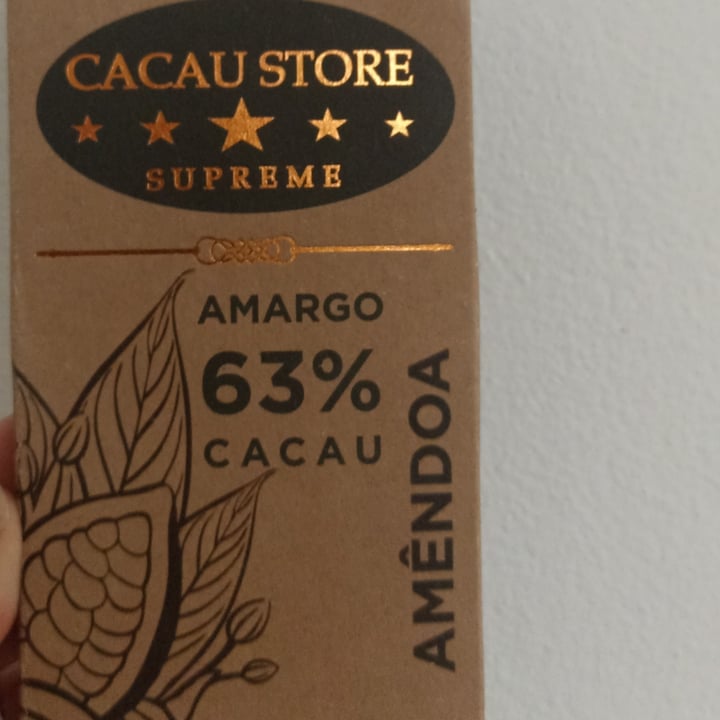 CACAU STORE
SUPREME
AMARGO
63%
CACAU
AMÊNDOA